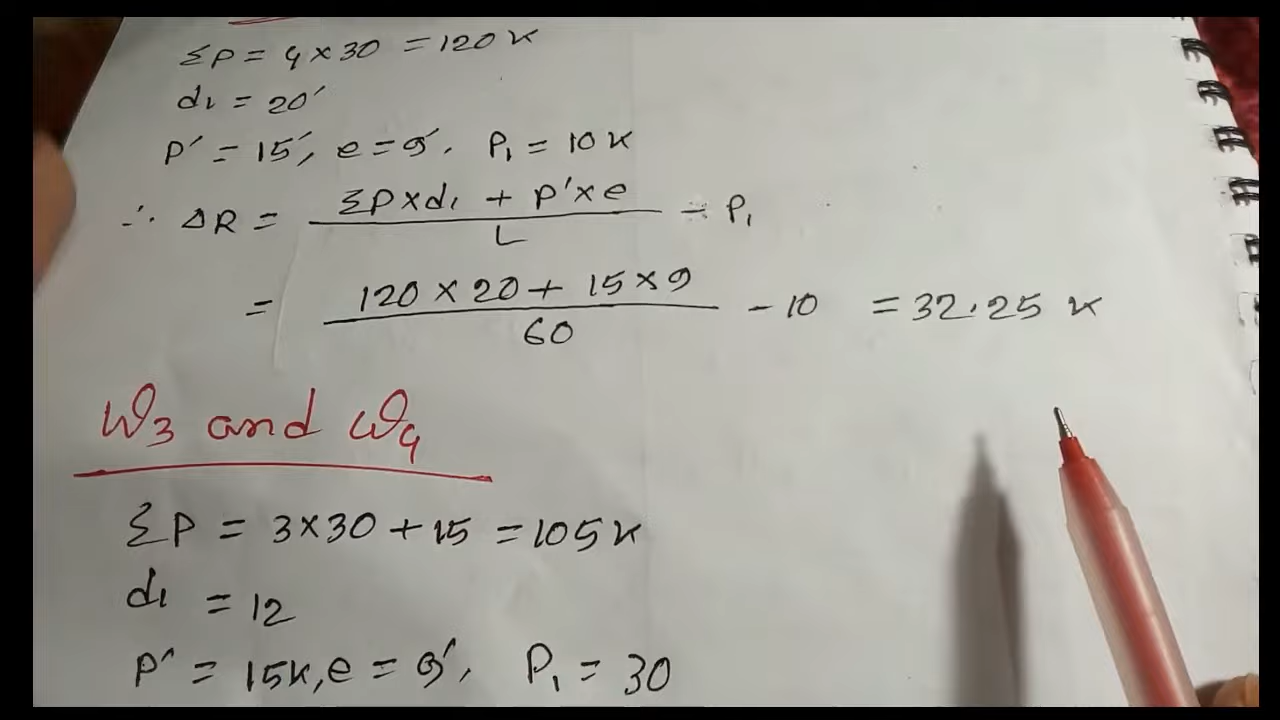 ΣP = 4 × 30 = 120 K
d1 = 20′
P′ = 15′, e = 9′, P₁ = 10 K
∴ ΔR = (ΣP×d₁ + P′×e) / L − P₁
= (120 × 20 + 15 × 9) / 60 − 10 = 32.25 K
W₃ and W₄
ΣP = 3×30 + 15 = 105 K
d1 = 12
P′ = 15K, e = 9′, P₁ = 30